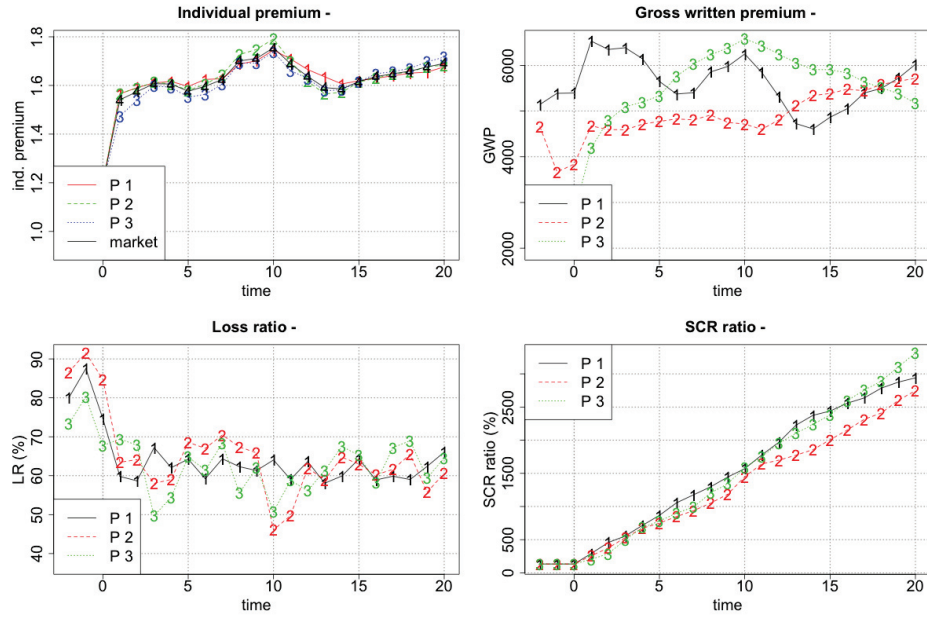 Individual premium -
ind. premium
1.8
1.6
1.4
1.2
1.0
P 1
P 2
P 3
market
0 5 10 15 20
time
Gross written premium -
GWP
6000
4000
2000
P 1
P 2
P 3
0 5 10 15 20
time
Loss ratio -
LR (%)
90
80
70
60
50
40
P 1
P 2
P 3
0 5 10 15 20
time
SCR ratio -
SCR ratio (%)
2500
1500
500
0
P 1
P 2
P 3
0 5 10 15 20
time